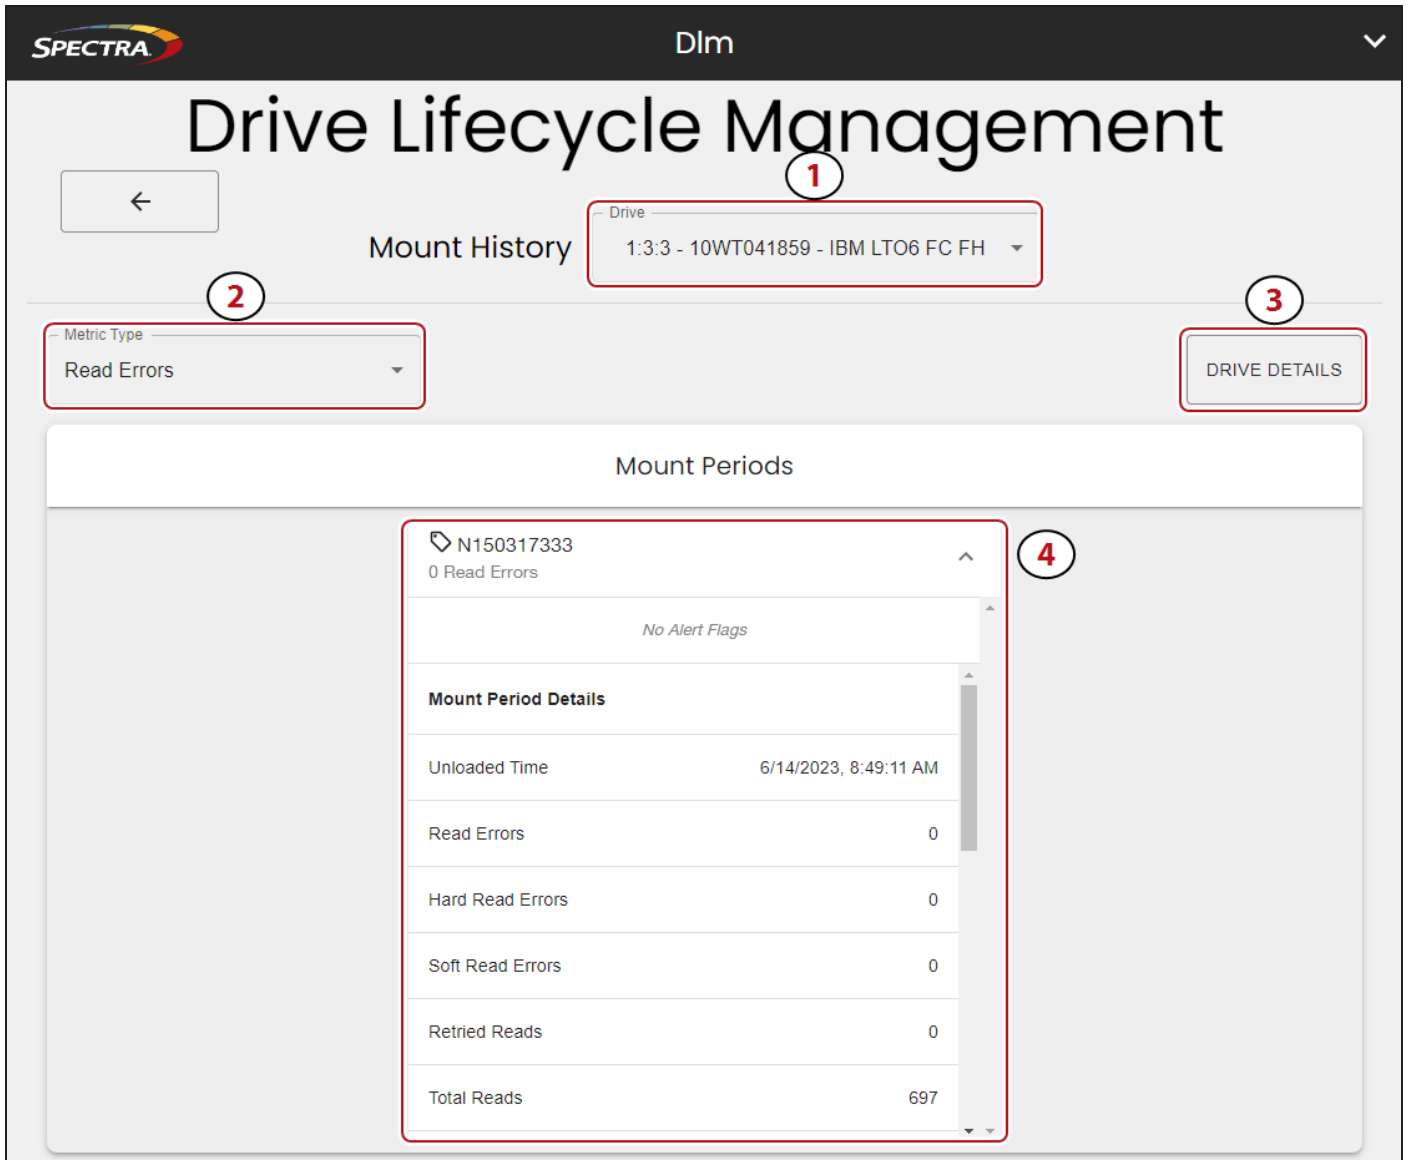 SPECTRA
Dlm
Drive Lifecycle Management
1
Drive
Mount History
1:3:3 - 10WT041859 - IBM LTO6 FC FH
2
3
Metric Type
Read Errors
DRIVE DETAILS
Mount Periods
N150317333
4
0 Read Errors
No Alert Flags
Mount Period Details
Unloaded Time 6/14/2023, 8:49:11 AM
Read Errors 0
Hard Read Errors 0
Soft Read Errors 0
Retried Reads 0
Total Reads 697